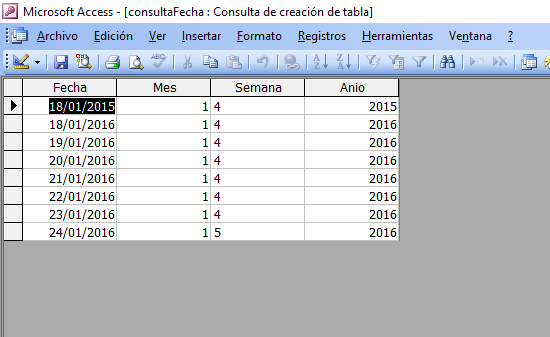 Microsoft Access - [consultaFecha : Consulta de creación de tabla]
Archivo Edición Ver Insertar Formato Registros Herramientas Ventana ?
Fecha Mes Semana Anio
18/01/2015 1 4 2015
18/01/2016 1 4 2016
19/01/2016 1 4 2016
20/01/2016 1 4 2016
21/01/2016 1 4 2016
22/01/2016 1 4 2016
23/01/2016 1 4 2016
24/01/2016 1 5 2016